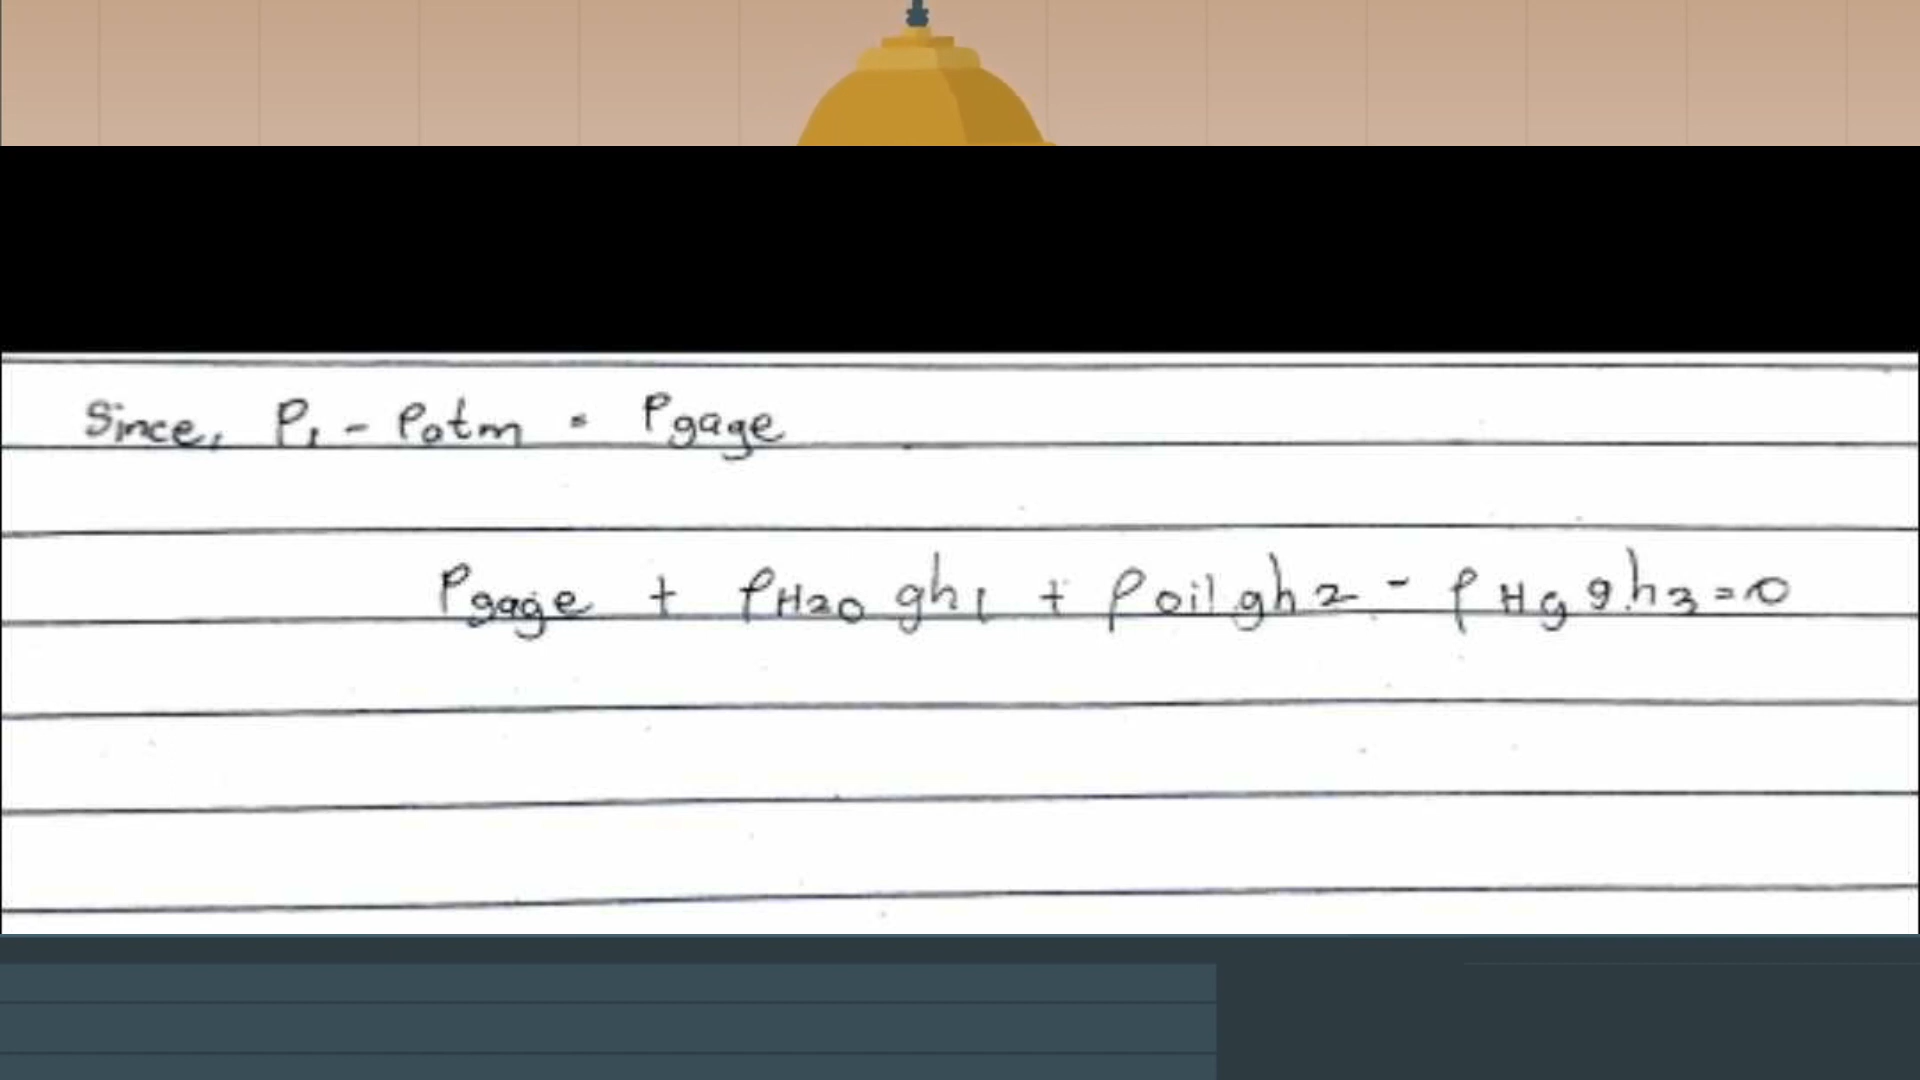 Since, P1 - Patm = Pgage
Pgage + ρH2O gh1 + ρoil gh2 - ρHg gh3 = 0